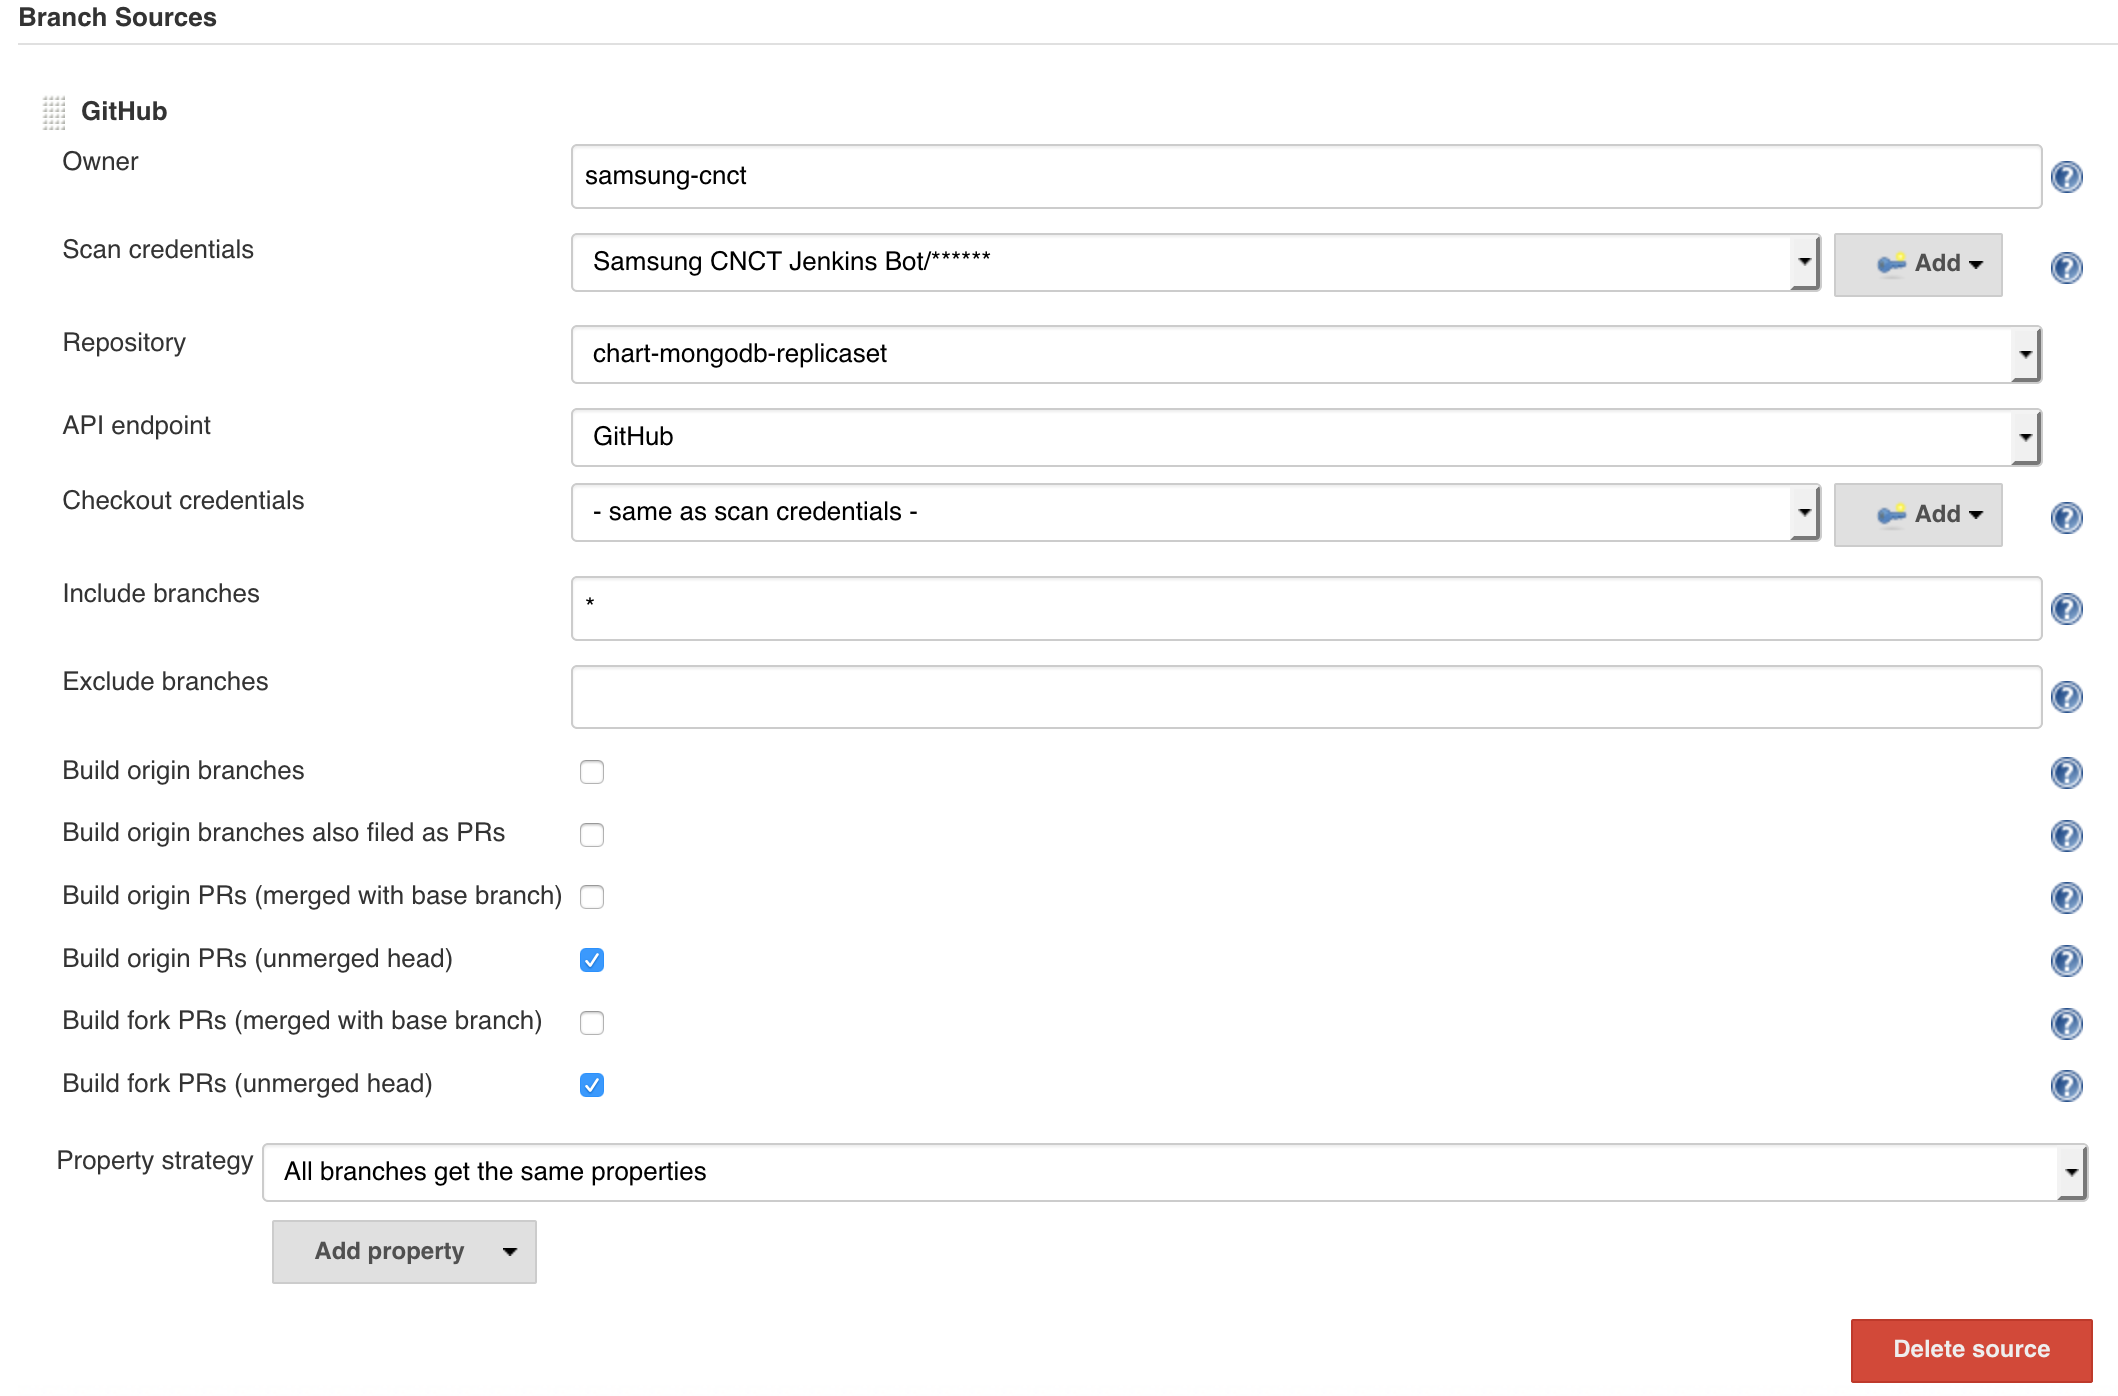 Branch Sources
GitHub
Owner
samsung-cnct
Scan credentials
Samsung CNCT Jenkins Bot/******
Add
Repository
chart-mongodb-replicaset
API endpoint
GitHub
Checkout credentials
- same as scan credentials -
Add
Include branches
*
Exclude branches
Build origin branches
Build origin branches also filed as PRs
Build origin PRs (merged with base branch)
Build origin PRs (unmerged head)
Build fork PRs (merged with base branch)
Build fork PRs (unmerged head)
Property strategy
All branches get the same properties
Add property
Delete source